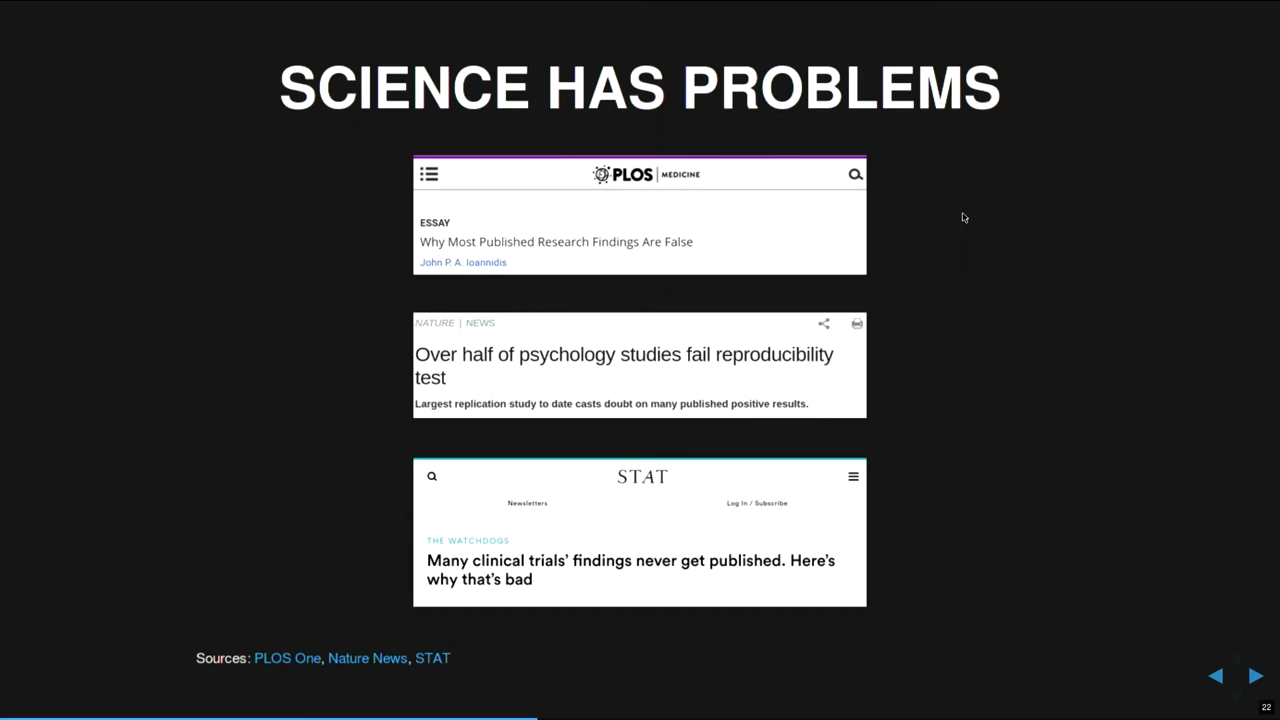 SCIENCE HAS PROBLEMS
PLOS | MEDICINE
ESSAY
Why Most Published Research Findings Are False
John P. A. Ioannidis
NATURE | NEWS
Over half of psychology studies fail reproducibility
test
Largest replication study to date casts doubt on many published positive results.
STAT
Newsletters Log In / Subscribe
THE WATCHDOGS
Many clinical trials’ findings never get published. Here’s
why that’s bad
Sources: PLOS One, Nature News, STAT
22